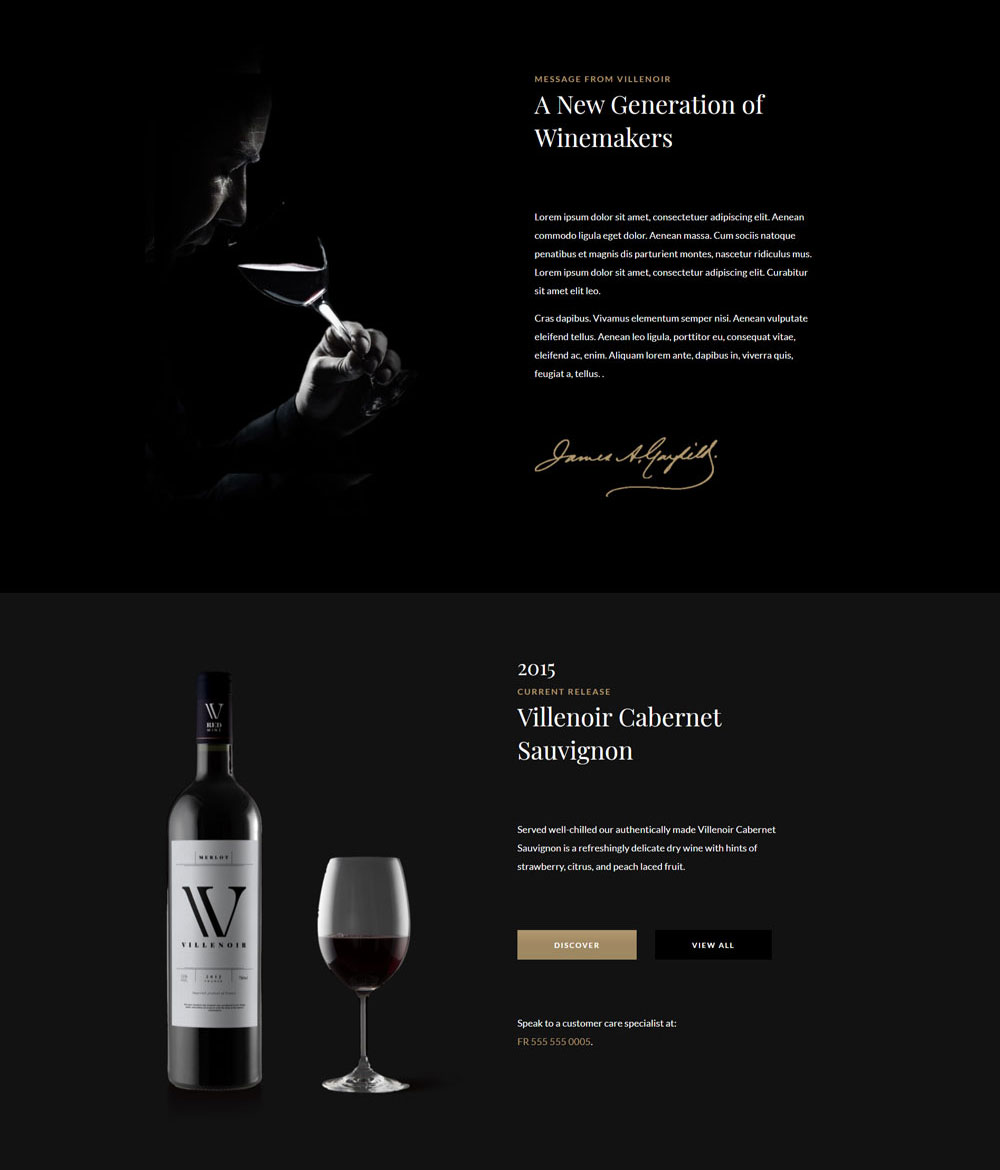 MESSAGE FROM VILLENOIR
A New Generation of
Winemakers
Lorem ipsum dolor sit amet, consectetuer adipiscing elit. Aenean
commodo ligula eget dolor. Aenean massa. Cum sociis natoque
penatibus et magnis dis parturient montes, nascetur ridiculus mus.
Lorem ipsum dolor sit amet, consectetur adipiscing elit. Curabitur
sit amet elit leo.
Cras dapibus. Vivamus elementum semper nisi. Aenean vulputate
eleifend tellus. Aenean leo ligula, porttitor eu, consequat vitae,
eleifend ac, enim. Aliquam lorem ante, dapibus in, viverra quis,
feugiat a, tellus. .
James A. Garfield.
2015
CURRENT RELEASE
Villenoir Cabernet
Sauvignon
Served well-chilled our authentically made Villenoir Cabernet
Sauvignon is a refreshingly delicate dry wine with hints of
strawberry, citrus, and peach laced fruit.
DISCOVER
VIEW ALL
Speak to a customer care specialist at:
FR 555 555 0005.
W
RED
WINE
MERLOT
W
VILLENOIR